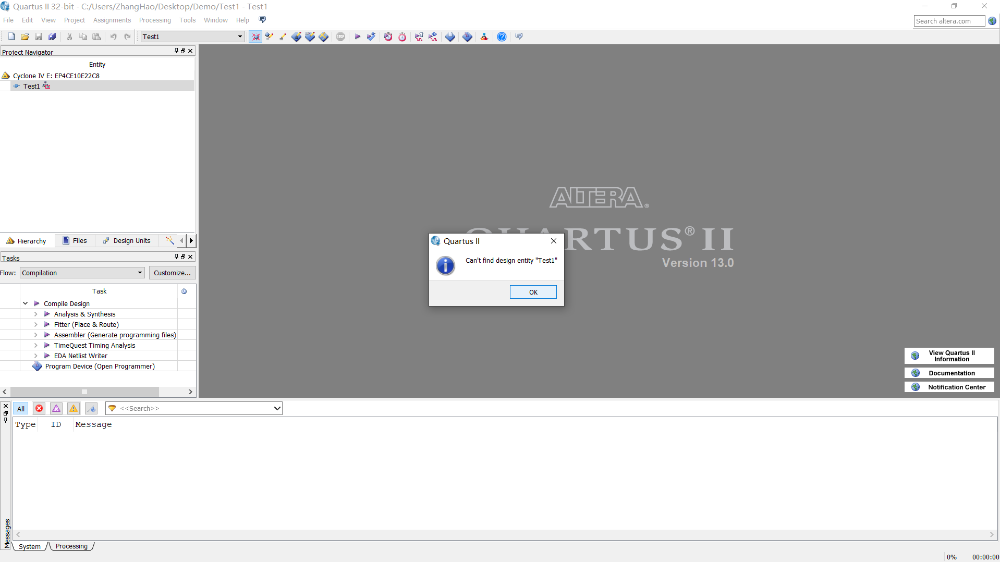 Quartus II 32-bit - C:/Users/ZhangHao/Desktop/Demo/Test1 - Test1
File Edit View Project Assignments Processing Tools Window Help
Search altera.com
Test1
STOP
Project Navigator
Entity
Cyclone IV E: EP4CE10E22C8
Test1
Hierarchy Files Design Units
Tasks
Flow: Compilation Customize...
Task
Compile Design
Analysis & Synthesis
Fitter (Place & Route)
Assembler (Generate programming files)
TimeQuest Timing Analysis
EDA Netlist Writer
Program Device (Open Programmer)
ALTERA®
QUARTUS® II
Version 13.0
Quartus II
Can't find design entity "Test1"
OK
View Quartus II
Information
Documentation
Notification Center
All <<Search>>
Type ID Message
Messages
System Processing
0% 00:00:00